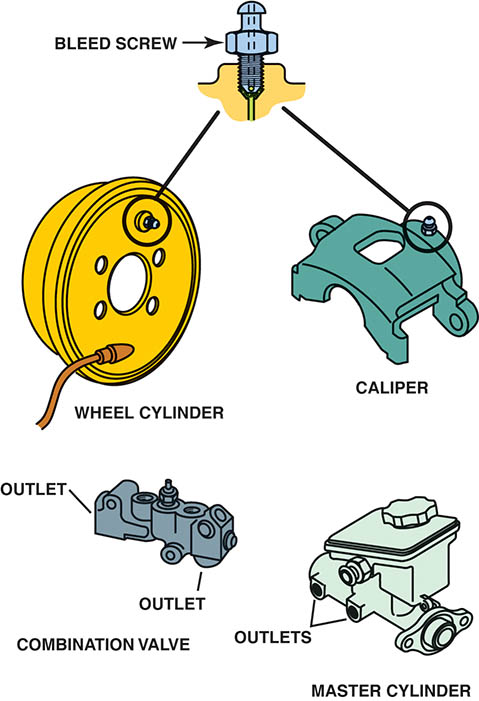 BLEED SCREW
WHEEL CYLINDER
CALIPER
OUTLET
OUTLET
COMBINATION VALVE
OUTLETS
MASTER CYLINDER